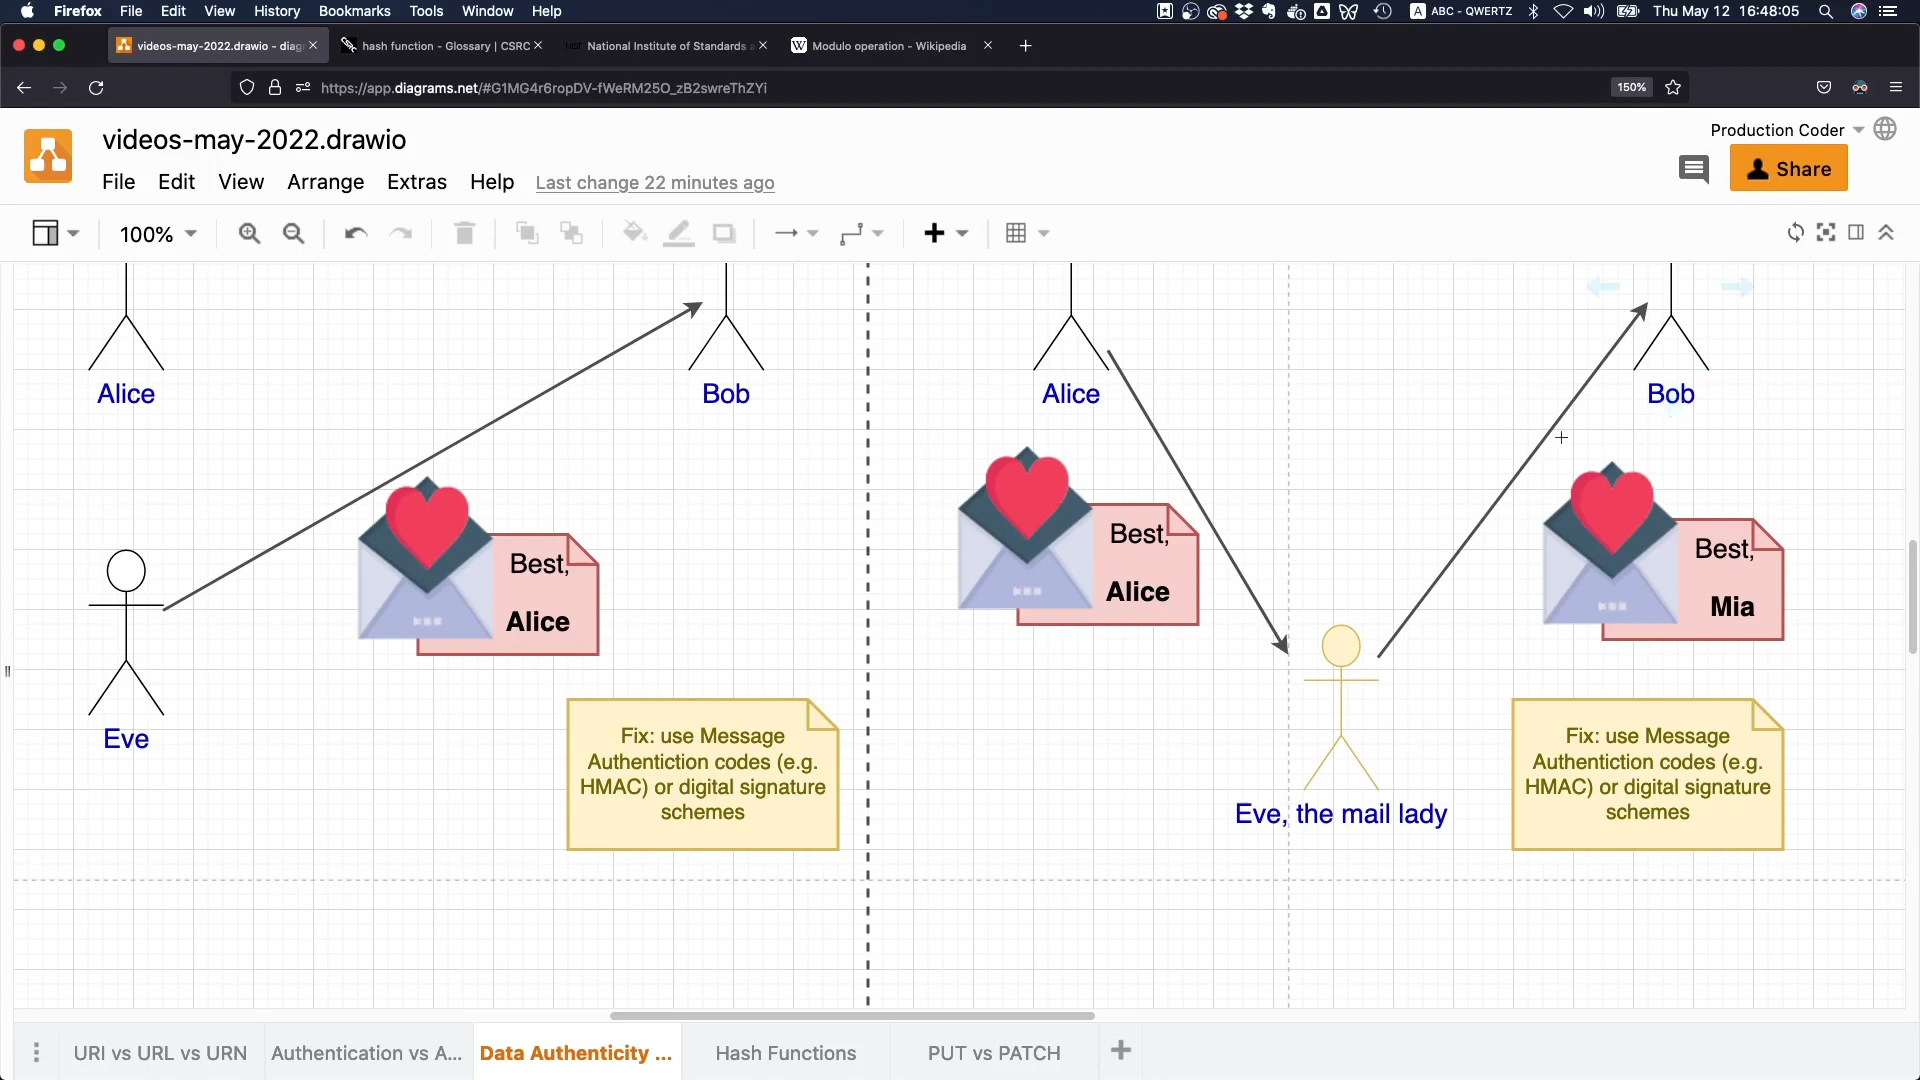 Firefox File Edit View History Bookmarks Tools Window Help
A ABC - QWERTZ Thu May 12 16:48:05
videos-may-2022.drawio - diag
hash function - Glossary | CSRC
National Institute of Standards a
W Modulo operation - Wikipedia
https://app.diagrams.net/#G1MG4r6ropDV-fWeRM25O_zB2swreThZYi
150%
videos-may-2022.drawio
Production Coder
File Edit View Arrange Extras Help Last change 22 minutes ago
Share
100%
Alice
Bob
Alice
Bob
Best,
Alice
Best,
Alice
Best,
Mia
Eve
Fix: use Message
Authentiction codes (e.g.
HMAC) or digital signature
schemes
Eve, the mail lady
Fix: use Message
Authentiction codes (e.g.
HMAC) or digital signature
schemes
URI vs URL vs URN
Authentication vs A...
Data Authenticity ...
Hash Functions
PUT vs PATCH